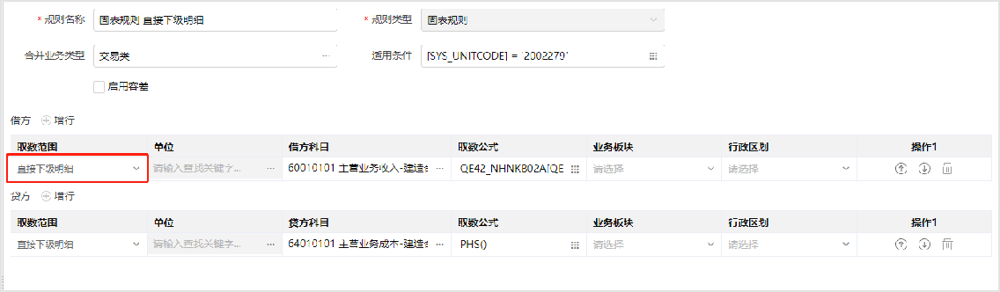 * 规则名称 固表规则 直接下级明细 * 规则类型 固表规则
合并业务类型 交易类 ... 适用条件 [SYS_UNITCODE] = '2002279'
启用容差
借方 增行
取数范围 单位 借方科目 取数公式 业务板块 行政区划 操作1
直接下级明细 请输入查找关键字... ... 60010101 主营业务收入-建造合 ... QE42_NHNKB02A[QE 请选择 请选择
贷方 增行
取数范围 单位 贷方科目 取数公式 业务板块 行政区划 操作1
直接下级明细 请输入查找关键字... ... 64010101 主营业务成本-建造合 ... PHS() 请选择 请选择